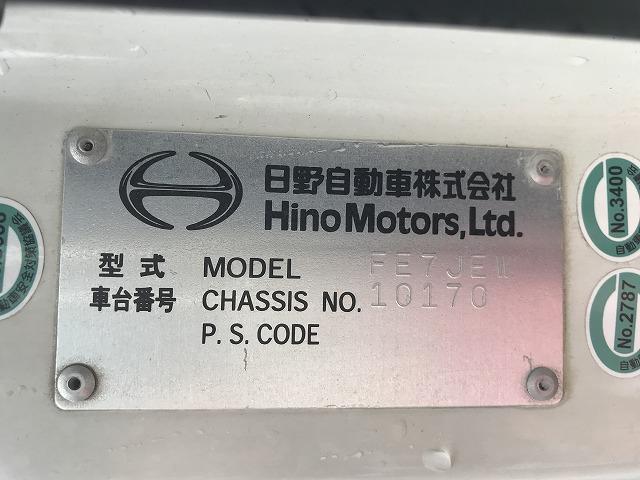 日野自動車株式会社
Hino Motors, Ltd.
型式 MODEL FE7JEW
車台番号 CHASSIS NO. 10170
P. S. CODE
No.3400
No.2787